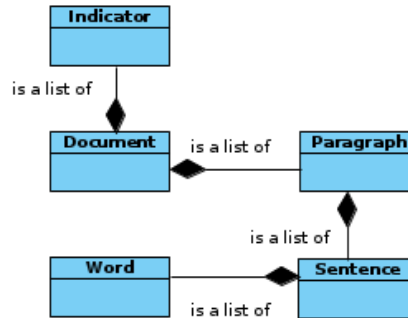 Indicator
is a list of
Document
is a list of
Paragraph
is a list of
Word
Sentence
is a list of